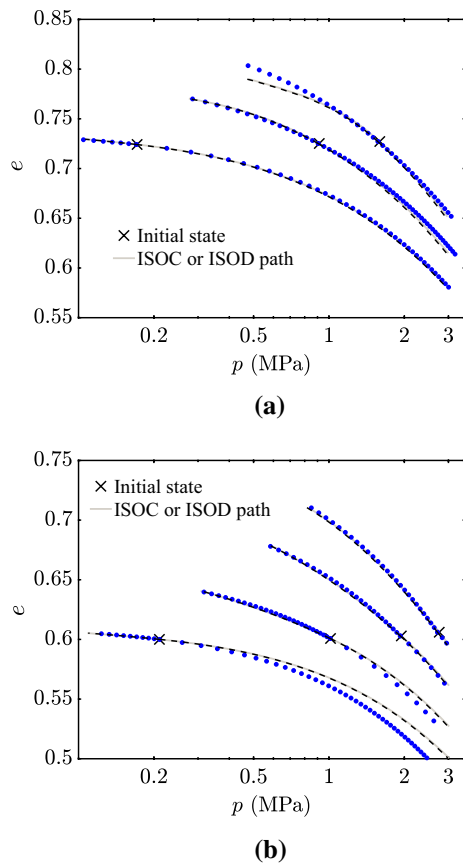 0.85
0.8
0.75
e
0.7
0.65
× Initial state
0.6
ISOC or ISOD path
0.55
0.2 0.5 1 2 3
p (MPa)
(a)
0.75
× Initial state
ISOC or ISOD path
0.7
0.65
e
0.6
0.55
0.5
0.2 0.5 1 2 3
p (MPa)
(b)